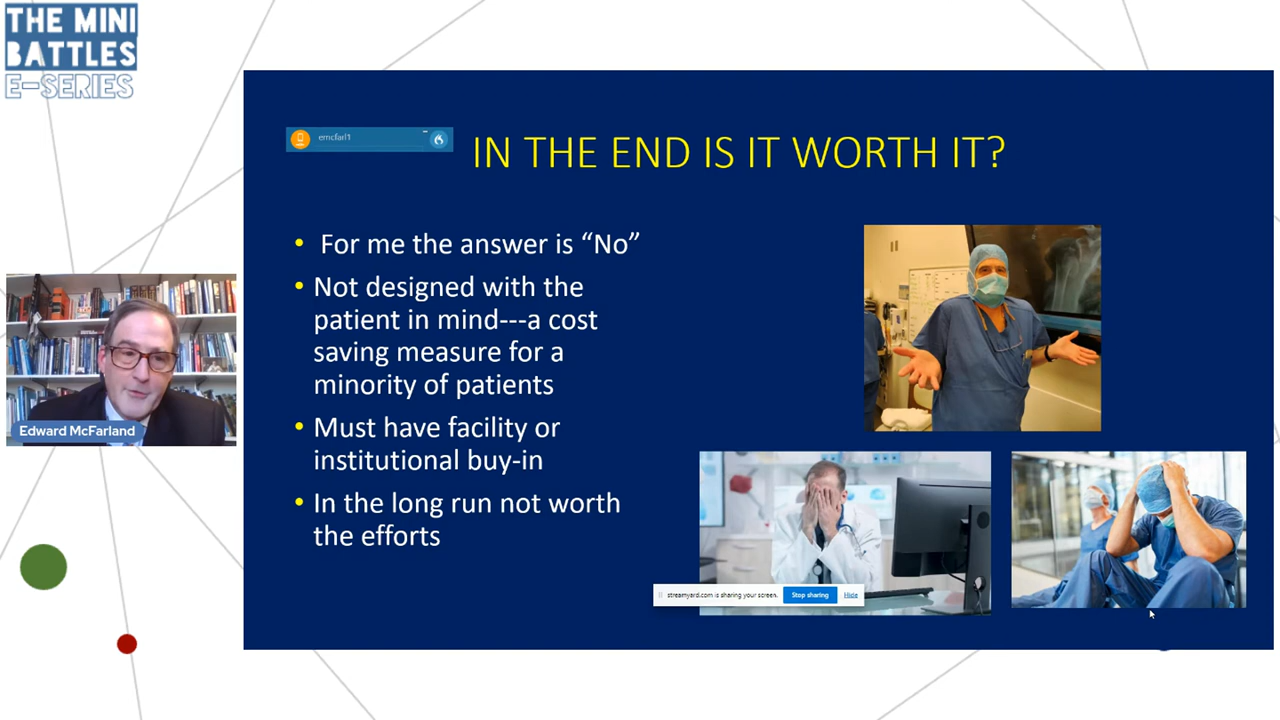 THE MINI
BATTLES
E-SERIES
emcfarl1
IN THE END IS IT WORTH IT?
• For me the answer is “No”
• Not designed with the
patient in mind---a cost
saving measure for a
minority of patients
• Must have facility or
institutional buy-in
• In the long run not worth
the efforts
Edward McFarland
streamyard.com is sharing your screen.
Stop sharing
Hide